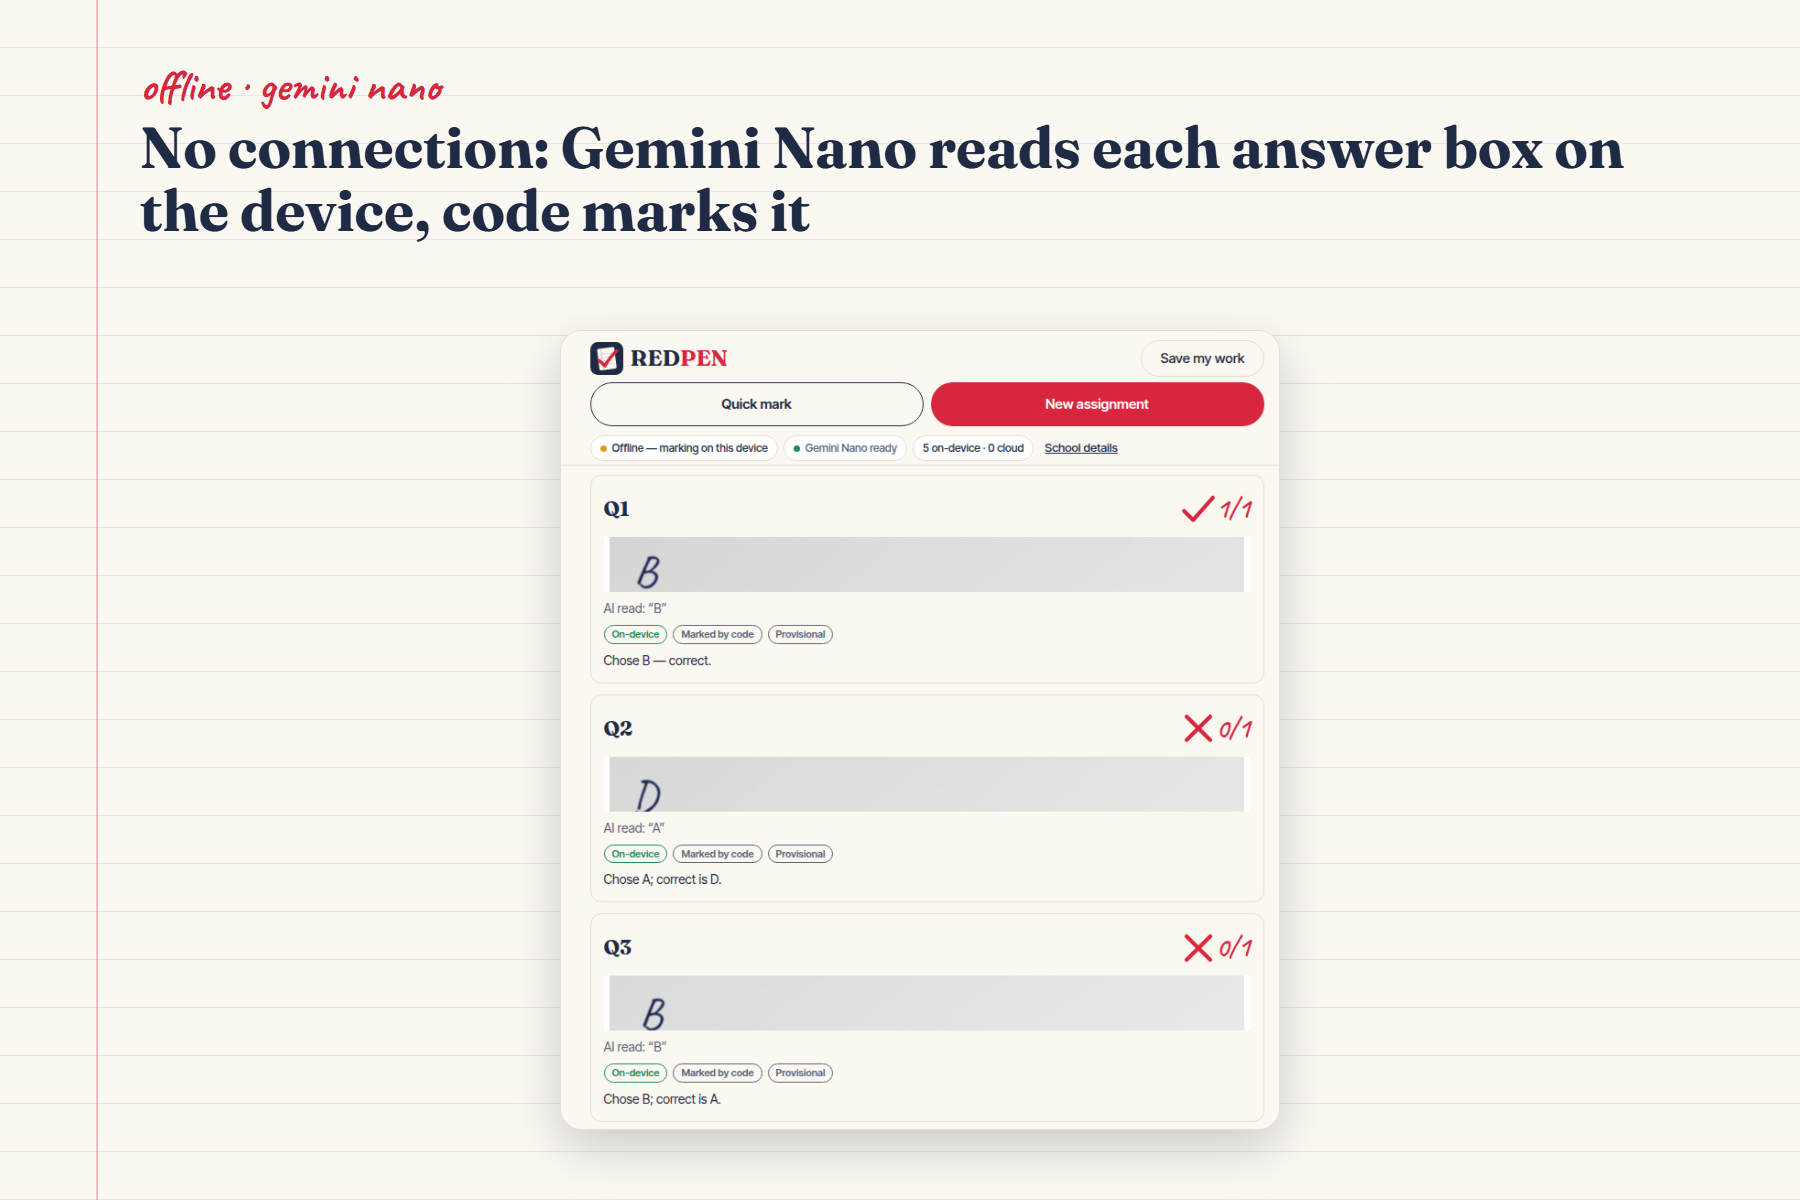 offline · gemini nano
No connection: Gemini Nano reads each answer box on
the device, code marks it
REDPEN
Save my work
Quick mark
New assignment
Offline — marking on this device
Gemini Nano ready
5 on-device · 0 cloud
School details
Q1
1/1
B
AI read: “B”
On-device
Marked by code
Provisional
Chose B — correct.
Q2
0/1
D
AI read: “A”
On-device
Marked by code
Provisional
Chose A; correct is D.
Q3
0/1
B
AI read: “B”
On-device
Marked by code
Provisional
Chose B; correct is A.